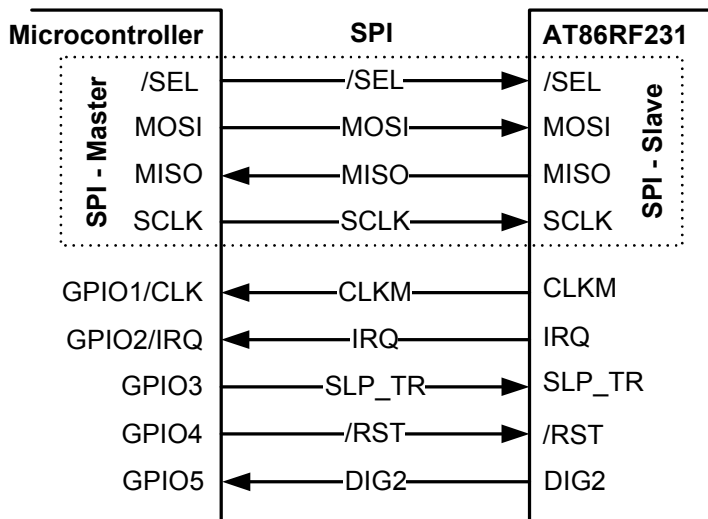 Microcontroller SPI AT86RF231
SPI - Master
SPI - Slave
/SEL /SEL /SEL
MOSI MOSI MOSI
MISO MISO MISO
SCLK SCLK SCLK
GPIO1/CLK CLKM CLKM
GPIO2/IRQ IRQ IRQ
GPIO3 SLP_TR SLP_TR
GPIO4 /RST /RST
GPIO5 DIG2 DIG2